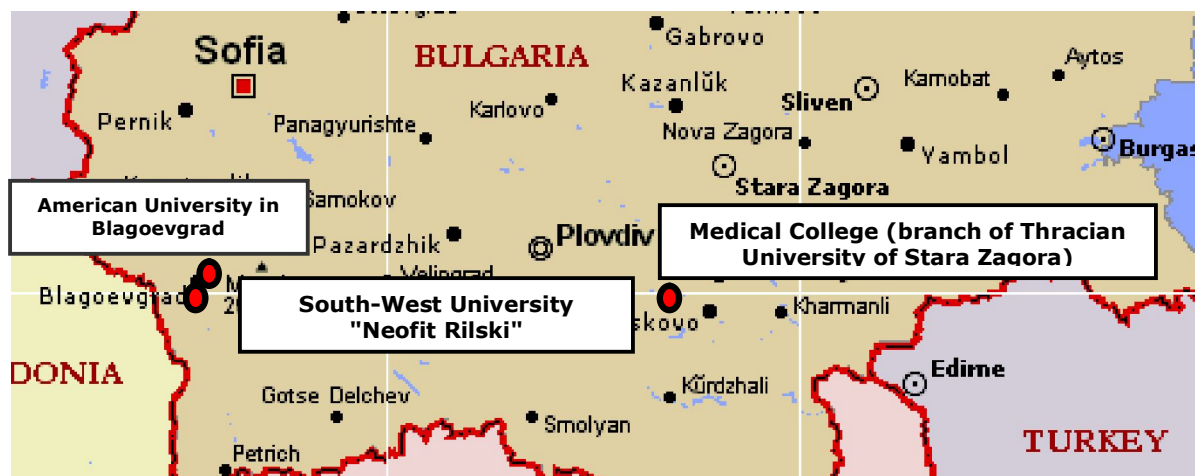 Gabrovo
BULGARIA
Sofia
Aytos
Kazanlŭk
Karnobat
Karlovo
Sliven
Pernik
Panagyurishte
Nova Zagora
Yambol
Burgas
Stara Zagora
Samokov
American University in
Blagoevgrad
Pazardzhik
Plovdiv
Medical College (branch of Thracian
University of Stara Zagora)
Velingrad
Blagoevgrad
South-West University
"Neofit Rilski"
skovo
Kharmanli
DONIA
Edirne
Kŭrdzhali
Gotse Delchev
Smolyan
TURKEY
Petrich